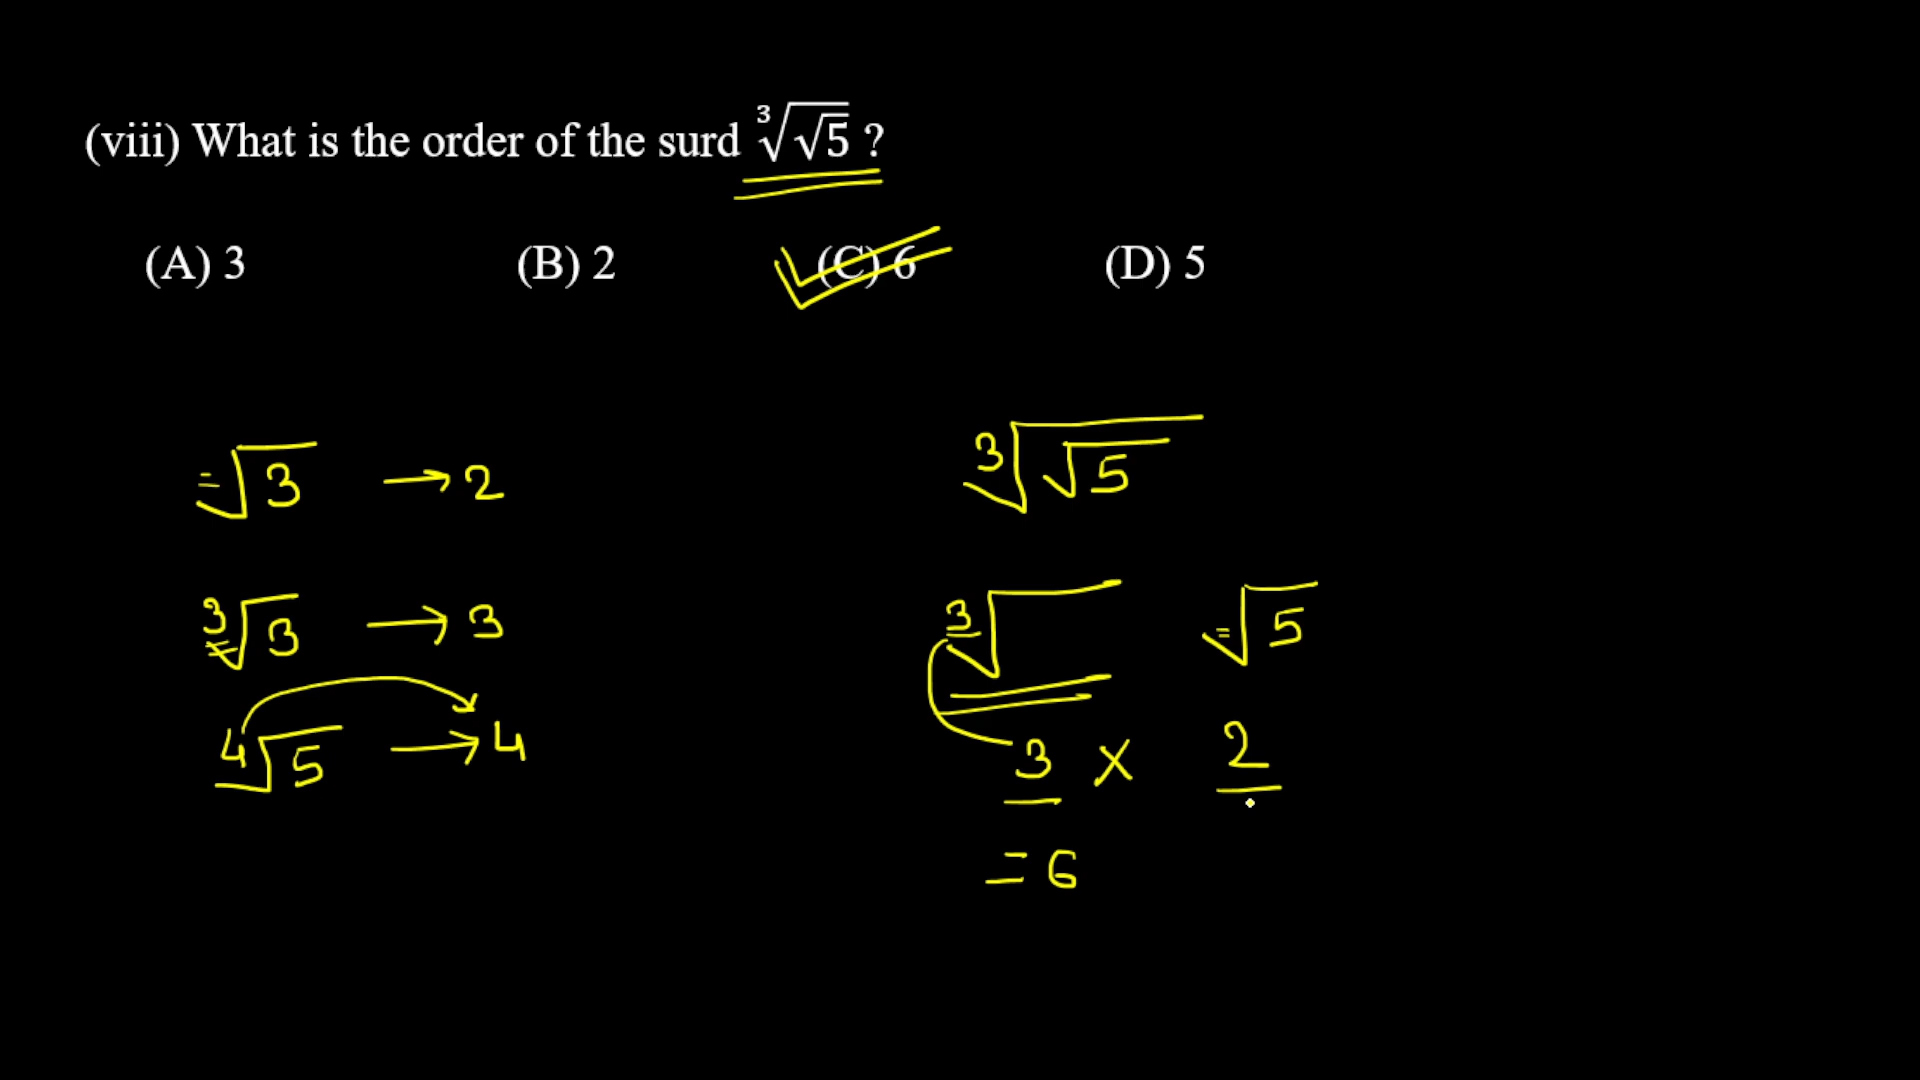 (viii) What is the order of the surd ∛√5 ?
(A) 3 (B) 2 (C) 6 (D) 5
√3 → 2
∛3 → 3
∜5 → 4
∛√5
∛ √5
3 × 2
= 6